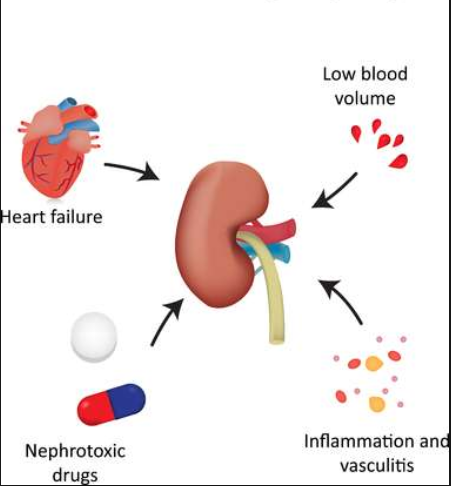 Low blood
volume
Heart failure
Nephrotoxic
drugs
Inflammation and
vasculitis